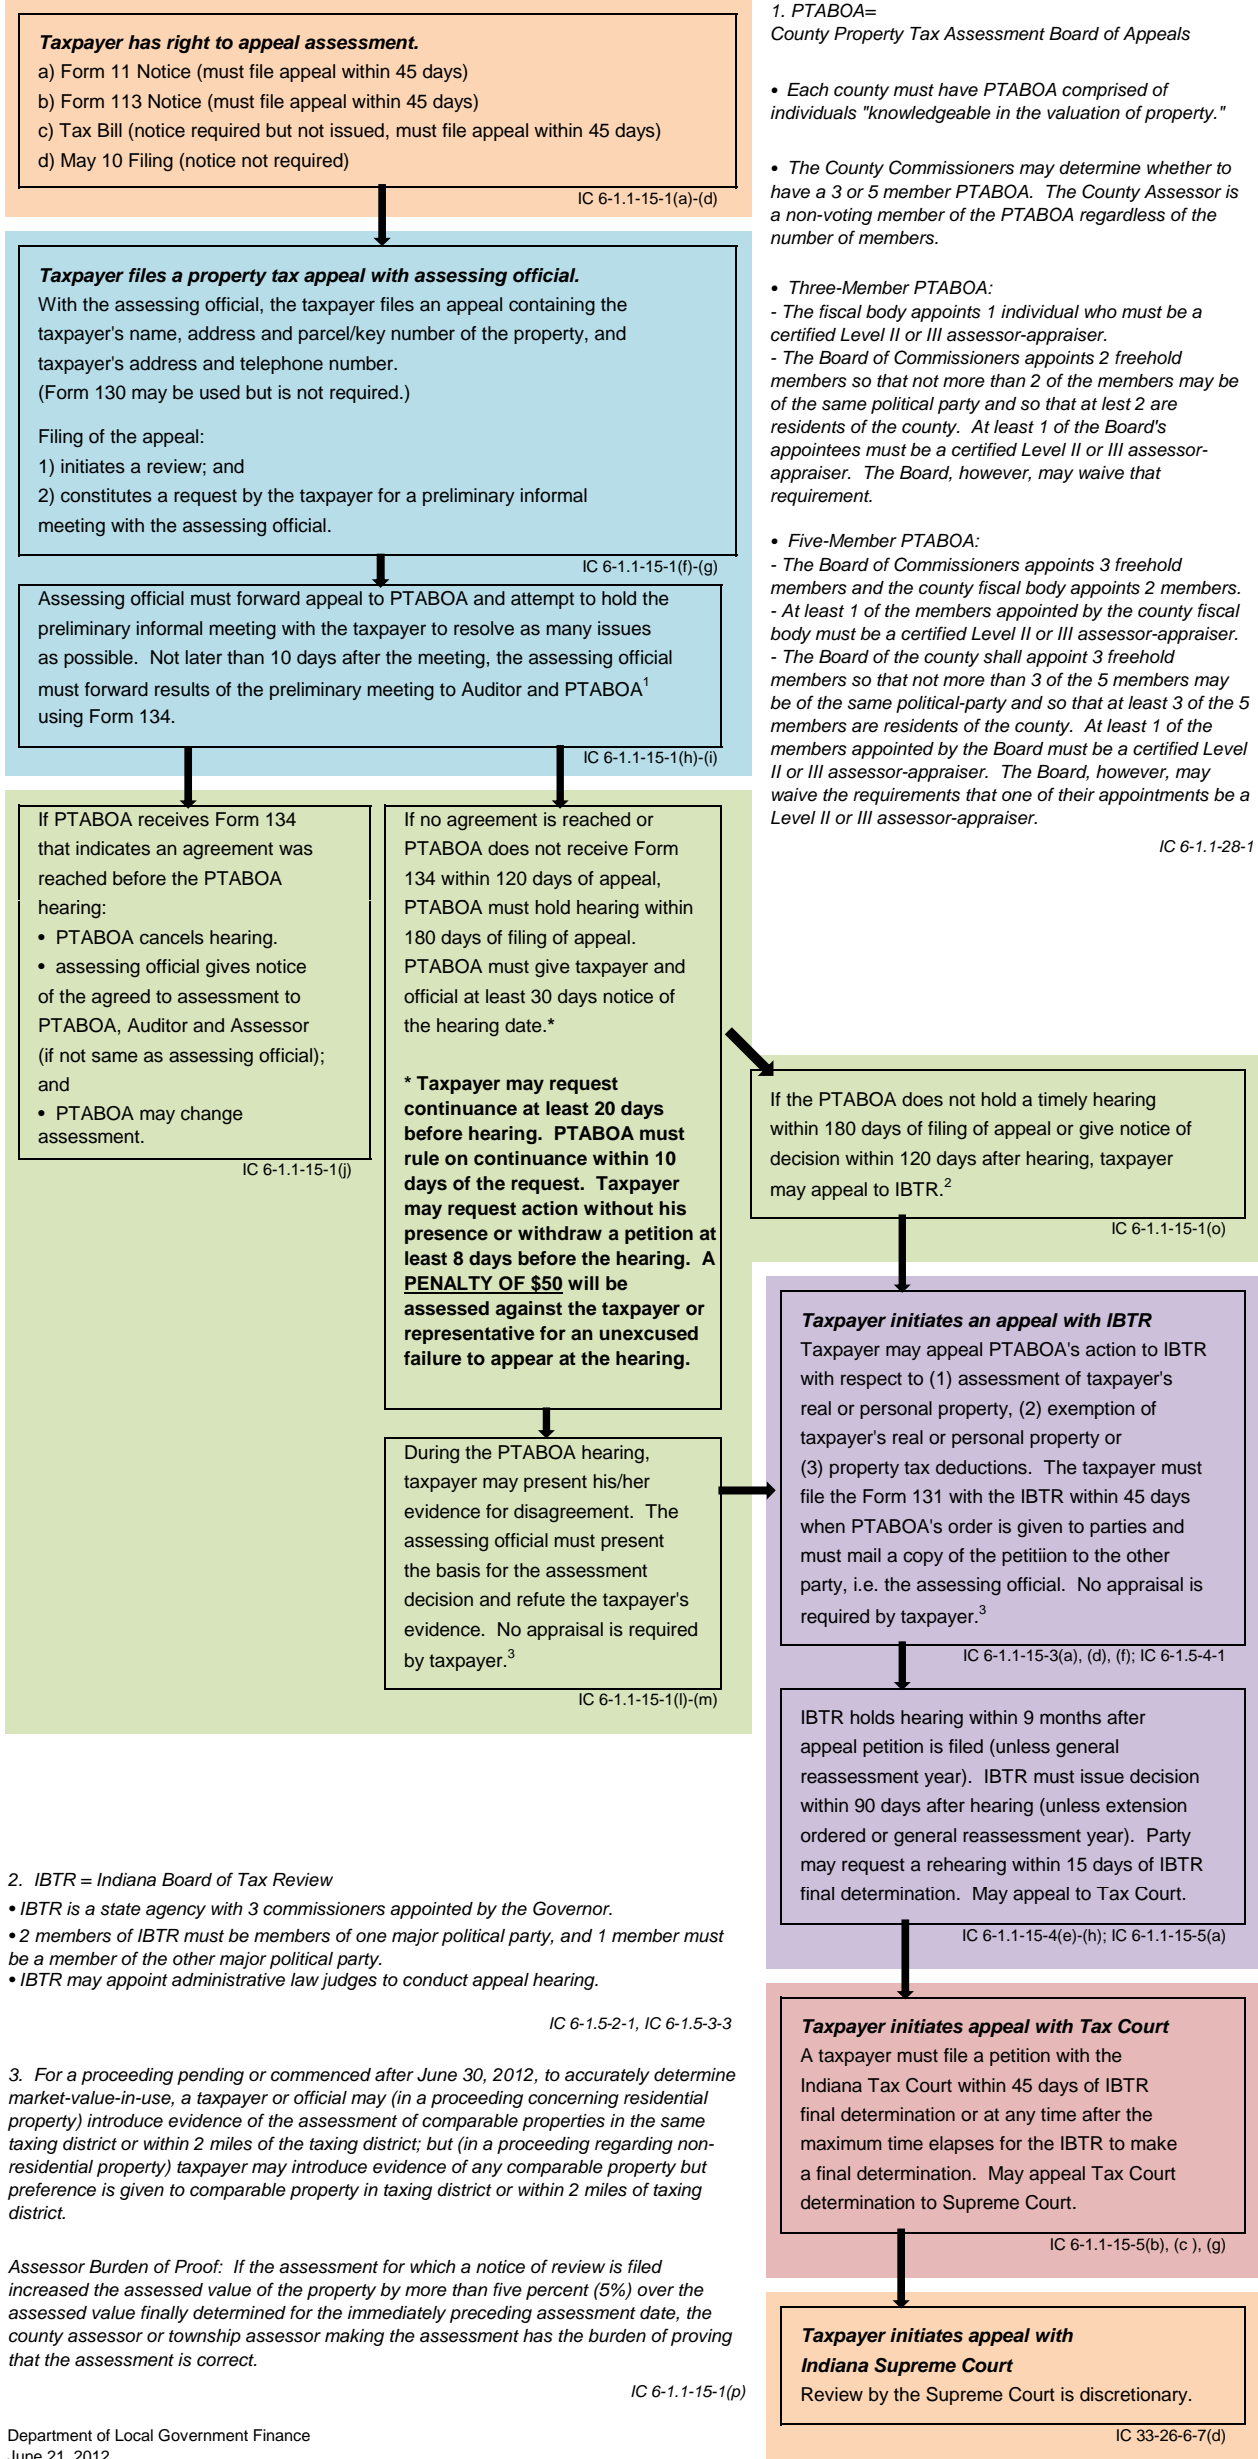 Taxpayer has right to appeal assessment.
a) Form 11 Notice (must file appeal within 45 days)
b) Form 113 Notice (must file appeal within 45 days)
c) Tax Bill (notice required but not issued, must file appeal within 45 days)
d) May 10 Filing (notice not required)
IC 6-1.1-15-1(a)-(d)
Taxpayer files a property tax appeal with assessing official.
With the assessing official, the taxpayer files an appeal containing the
taxpayer's name, address and parcel/key number of the property, and
taxpayer's address and telephone number.
(Form 130 may be used but is not required.)
Filing of the appeal:
1) initiates a review; and
2) constitutes a request by the taxpayer for a preliminary informal
meeting with the assessing official.
IC 6-1.1-15-1(f)-(g)
Assessing official must forward appeal to PTABOA and attempt to hold the
preliminary informal meeting with the taxpayer to resolve as many issues
as possible. Not later than 10 days after the meeting, the assessing official
must forward results of the preliminary meeting to Auditor and PTABOA1
using Form 134.
IC 6-1.1-15-1(h)-(i)
If PTABOA receives Form 134
that indicates an agreement was
reached before the PTABOA
hearing:
• PTABOA cancels hearing.
• assessing official gives notice
of the agreed to assessment to
PTABOA, Auditor and Assessor
(if not same as assessing official);
and
• PTABOA may change
assessment.
IC 6-1.1-15-1(j)
If no agreement is reached or
PTABOA does not receive Form
134 within 120 days of appeal,
PTABOA must hold hearing within
180 days of filing of appeal.
PTABOA must give taxpayer and
official at least 30 days notice of
the hearing date.*
* Taxpayer may request
continuance at least 20 days
before hearing. PTABOA must
rule on continuance within 10
days of the request. Taxpayer
may request action without his
presence or withdraw a petition at
least 8 days before the hearing. A
PENALTY OF $50 will be
assessed against the taxpayer or
representative for an unexcused
failure to appear at the hearing.
During the PTABOA hearing,
taxpayer may present his/her
evidence for disagreement. The
assessing official must present
the basis for the assessment
decision and refute the taxpayer's
evidence. No appraisal is required
by taxpayer.3
IC 6-1.1-15-1(l)-(m)
1. PTABOA=
County Property Tax Assessment Board of Appeals
• Each county must have PTABOA comprised of
individuals "knowledgeable in the valuation of property."
• The County Commissioners may determine whether to
have a 3 or 5 member PTABOA. The County Assessor is
a non-voting member of the PTABOA regardless of the
number of members.
• Three-Member PTABOA:
- The fiscal body appoints 1 individual who must be a
certified Level II or III assessor-appraiser.
- The Board of Commissioners appoints 2 freehold
members so that not more than 2 of the members may be
of the same political party and so that at lest 2 are
residents of the county. At least 1 of the Board's
appointees must be a certified Level II or III assessor-
appraiser. The Board, however, may waive that
requirement.
• Five-Member PTABOA:
- The Board of Commissioners appoints 3 freehold
members and the county fiscal body appoints 2 members.
- At least 1 of the members appointed by the county fiscal
body must be a certified Level II or III assessor-appraiser.
- The Board of the county shall appoint 3 freehold
members so that not more than 3 of the 5 members may
be of the same political-party and so that at least 3 of the 5
members are residents of the county. At least 1 of the
members appointed by the Board must be a certified Level
II or III assessor-appraiser. The Board, however, may
waive the requirements that one of their appointments be a
Level II or III assessor-appraiser.
IC 6-1.1-28-1
If the PTABOA does not hold a timely hearing
within 180 days of filing of appeal or give notice of
decision within 120 days after hearing, taxpayer
may appeal to IBTR.2
IC 6-1.1-15-1(o)
Taxpayer initiates an appeal with IBTR
Taxpayer may appeal PTABOA's action to IBTR
with respect to (1) assessment of taxpayer's
real or personal property, (2) exemption of
taxpayer's real or personal property or
(3) property tax deductions. The taxpayer must
file the Form 131 with the IBTR within 45 days
when PTABOA's order is given to parties and
must mail a copy of the petitiion to the other
party, i.e. the assessing official. No appraisal is
required by taxpayer.3
IC 6-1.1-15-3(a), (d), (f); IC 6-1.5-4-1
IBTR holds hearing within 9 months after
appeal petition is filed (unless general
reassessment year). IBTR must issue decision
within 90 days after hearing (unless extension
ordered or general reassessment year). Party
may request a rehearing within 15 days of IBTR
final determination. May appeal to Tax Court.
IC 6-1.1-15-4(e)-(h); IC 6-1.1-15-5(a)
Taxpayer initiates appeal with Tax Court
A taxpayer must file a petition with the
Indiana Tax Court within 45 days of IBTR
final determination or at any time after the
maximum time elapses for the IBTR to make
a final determination. May appeal Tax Court
determination to Supreme Court.
IC 6-1.1-15-5(b), (c ), (g)
Taxpayer initiates appeal with
Indiana Supreme Court
Review by the Supreme Court is discretionary.
IC 33-26-6-7(d)
2. IBTR = Indiana Board of Tax Review
• IBTR is a state agency with 3 commissioners appointed by the Governor.
• 2 members of IBTR must be members of one major political party, and 1 member must
be a member of the other major political party.
• IBTR may appoint administrative law judges to conduct appeal hearing.
IC 6-1.5-2-1, IC 6-1.5-3-3
3. For a proceeding pending or commenced after June 30, 2012, to accurately determine
market-value-in-use, a taxpayer or official may (in a proceeding concerning residential
property) introduce evidence of the assessment of comparable properties in the same
taxing district or within 2 miles of the taxing district; but (in a proceeding regarding non-
residential property) taxpayer may introduce evidence of any comparable property but
preference is given to comparable property in taxing district or within 2 miles of taxing
district.
Assessor Burden of Proof: If the assessment for which a notice of review is filed
increased the assessed value of the property by more than five percent (5%) over the
assessed value finally determined for the immediately preceding assessment date, the
county assessor or township assessor making the assessment has the burden of proving
that the assessment is correct.
IC 6-1.1-15-1(p)
Department of Local Government Finance
June 21, 2012